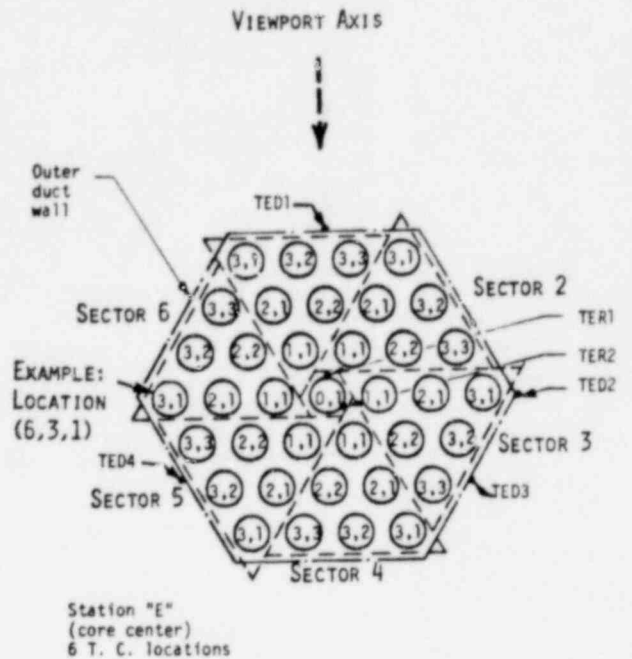 VIEWPORT AXIS
Outer
duct
wall
TED1
3,1 3,2 3,3 3,1
SECTOR 2
3,3 2,1 2,2 2,1 3,2
SECTOR 6
TER1
3,2 2,2 1,1 1,1 2,2 3,3
TER2
EXAMPLE:
LOCATION
(6,3,1)
3,1 2,1 1,1 0,1 1,1 2,1 3,1
TED2
3,3 2,2 1,1 1,1 2,2 3,2
SECTOR 3
TED4
SECTOR 5
3,2 2,1 2,2 2,1 3,3
TED3
3,1 3,3 3,2 3,1
SECTOR 4
Station "E"
(core center)
6 T. C. locations